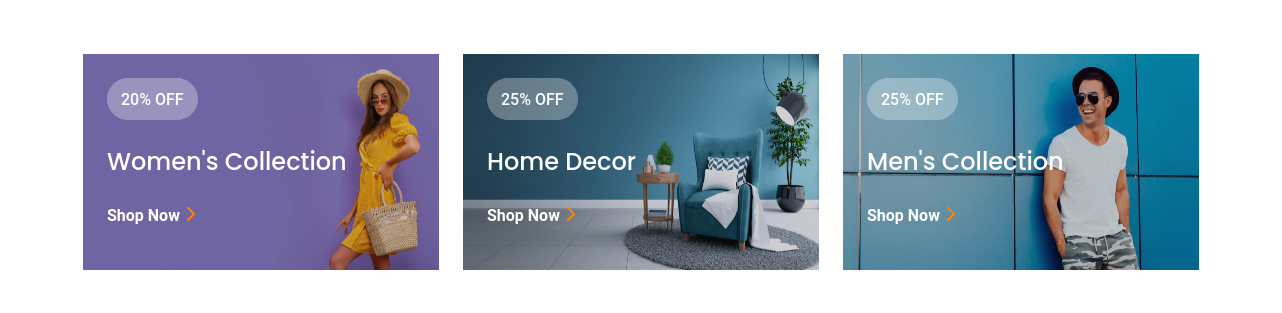 20% OFF
Women's Collection
Shop Now
25% OFF
Home Decor
Shop Now
25% OFF
Men's Collection
Shop Now